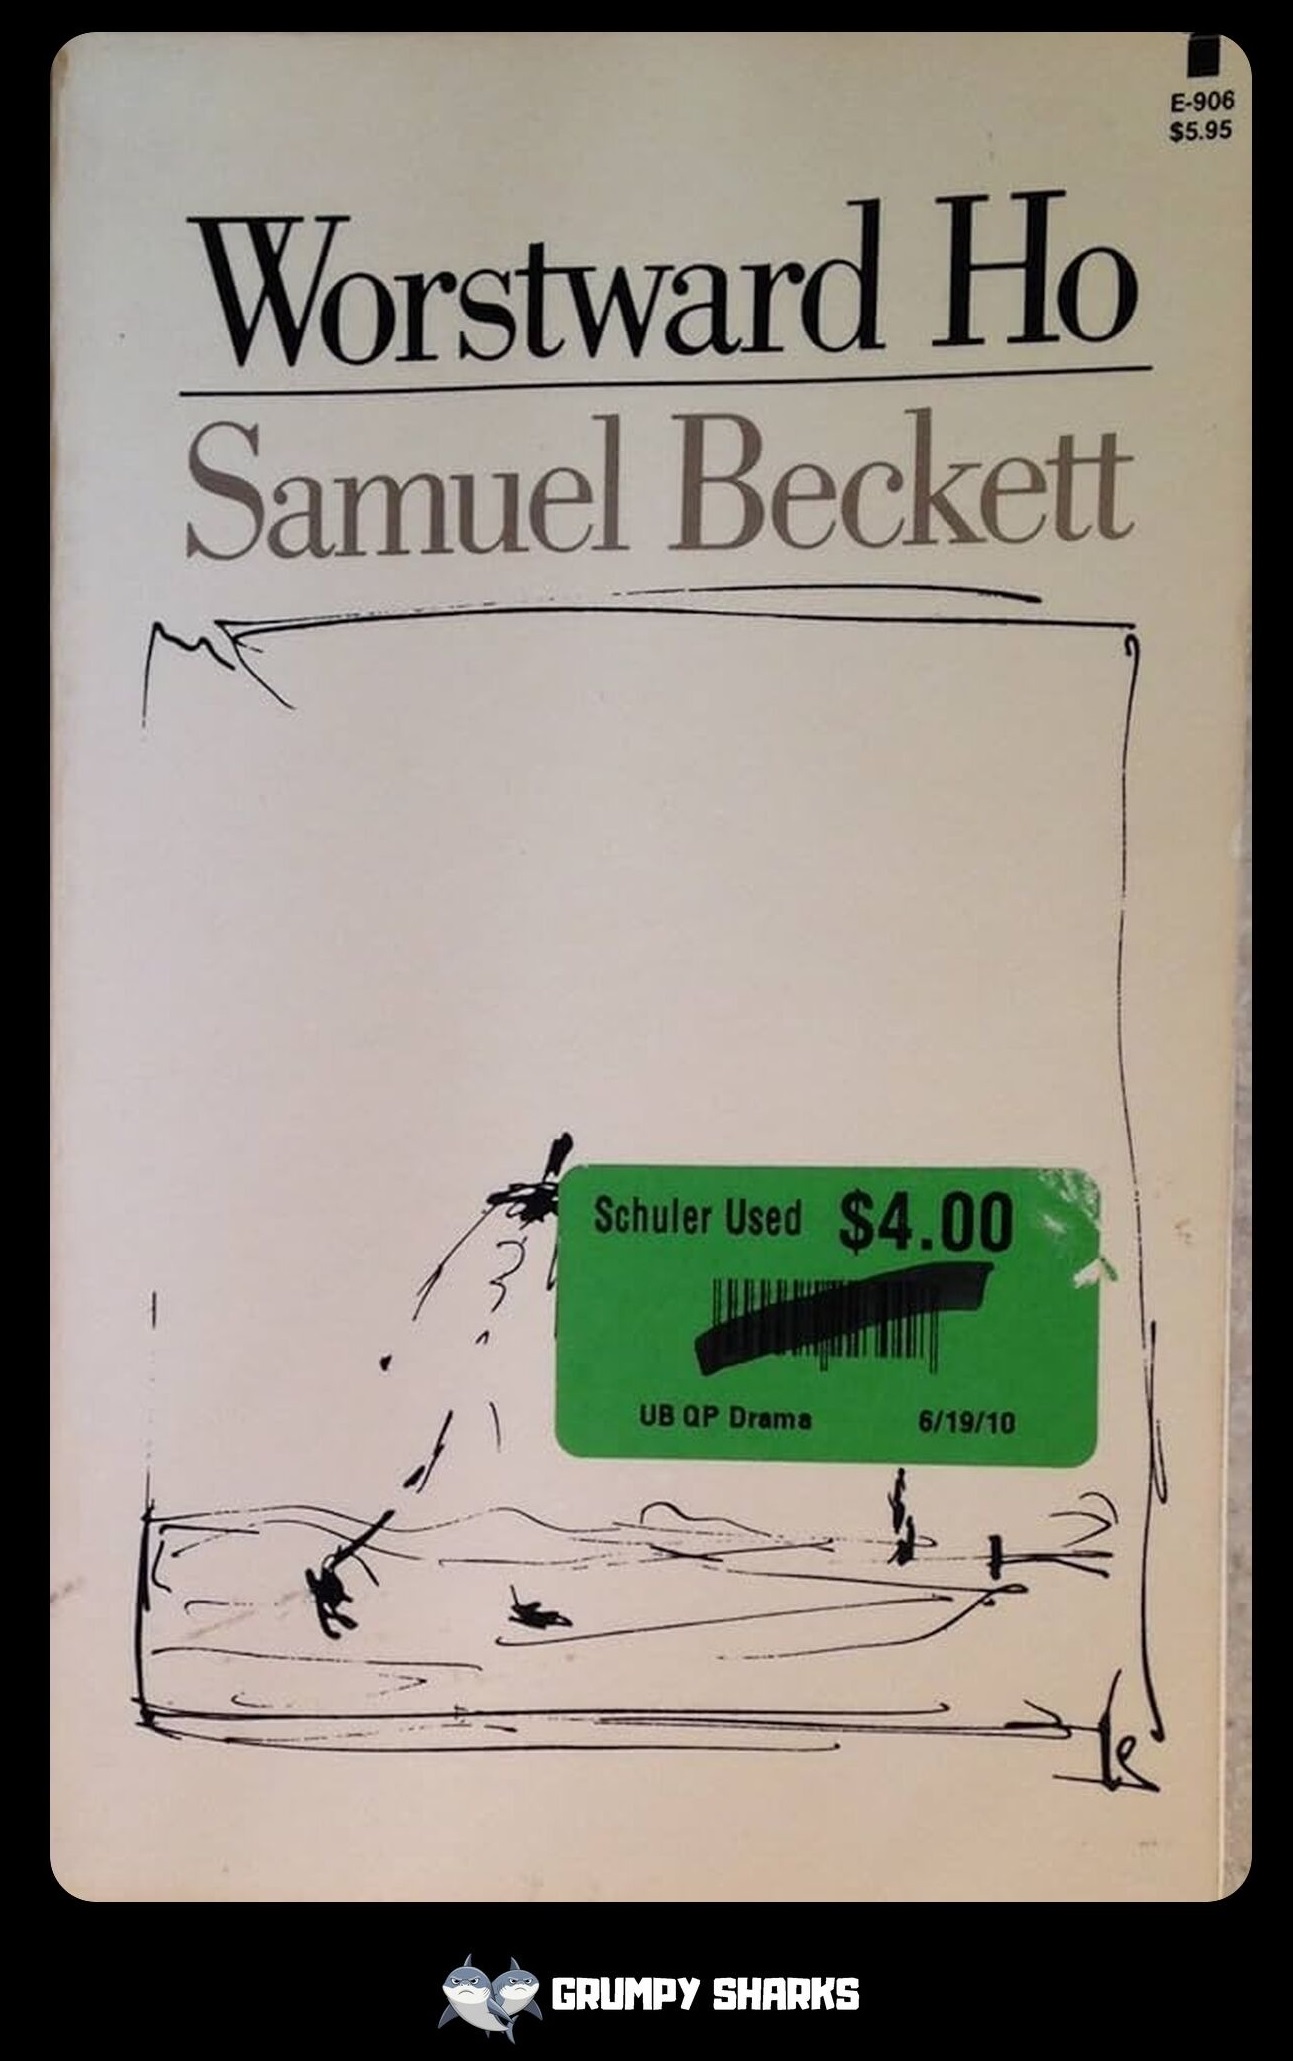 E-906
$5.95
Worstward Ho
Samuel Beckett
Schuler Used $4.00
UB QP Drama 6/19/10
GRUMPY SHARKS